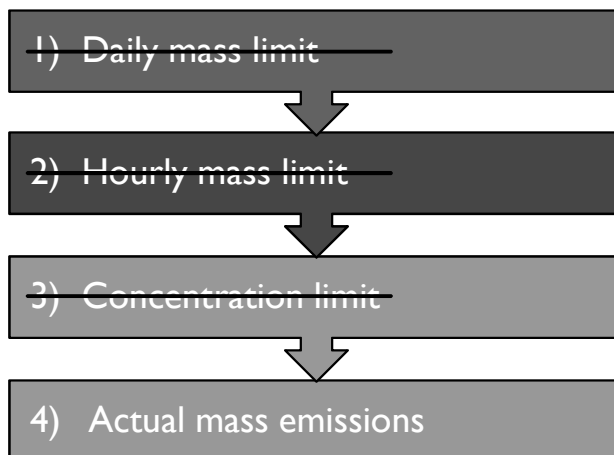 1) Daily mass limit
2) Hourly mass limit
3) Concentration limit
4) Actual mass emissions